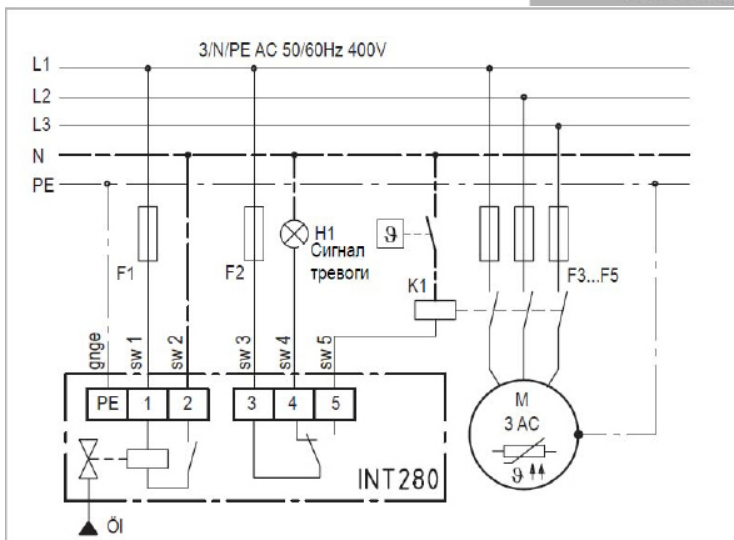 3/N/PE AC 50/60Hz 400V
L1
L2
L3
N
PE
F1
F2
H1
Сигнал
тревоги
ϑ
K1
F3...F5
gnge
sw 1
sw 2
sw 3
sw 4
sw 5
PE 1 2 3 4 5
M
3 AC
ϑ
INT280
Öl